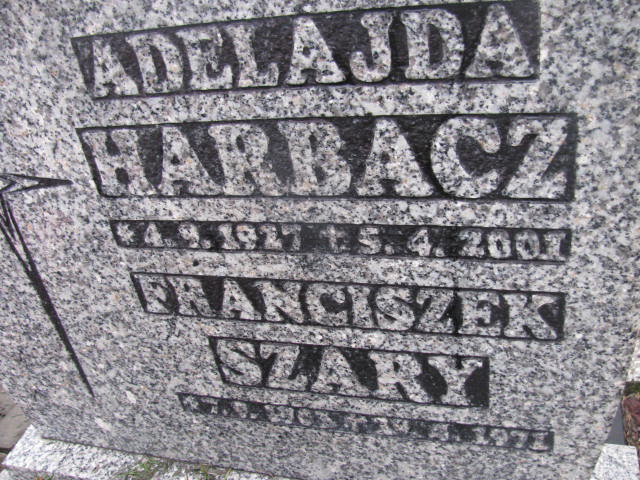 ADELAJDA
HARBACZ
* 4.9.1927 + 5.4.2001
FRANCISZEK
SZARY